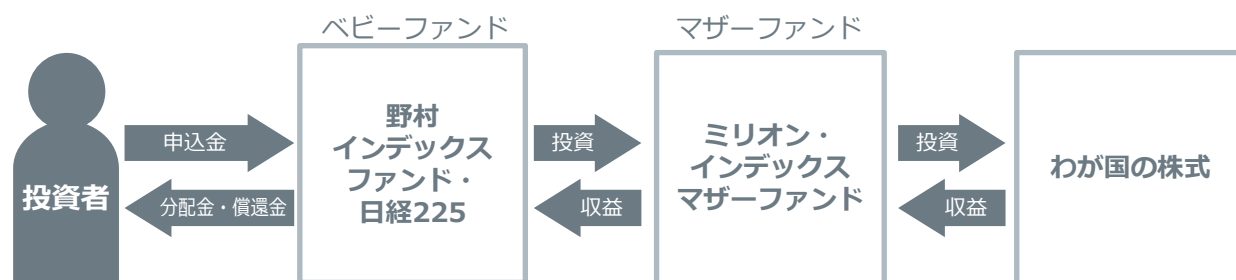 ベビーファンド
マザーファンド
投資者
申込金
分配金・償還金
野村
インデックス
ファンド・
日経225
投資
収益
ミリオン・
インデックス
マザーファンド
投資
収益
わが国の株式